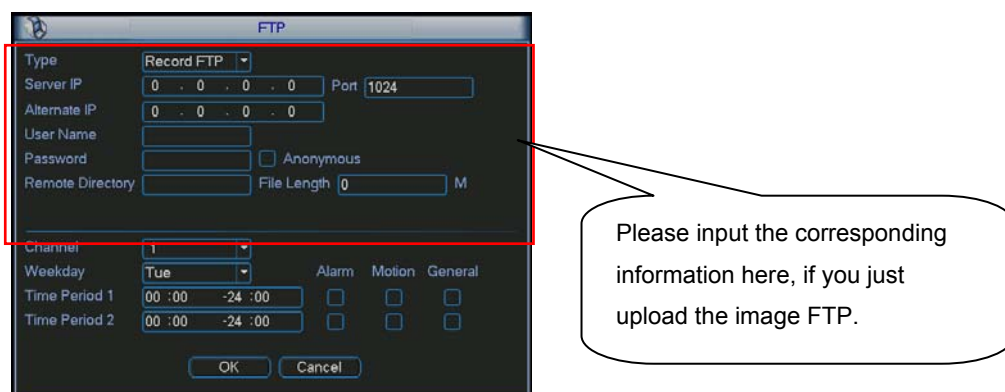 FTP
Type Record FTP
Server IP 0 . 0 . 0 . 0 Port 1024
Alternate IP 0 . 0 . 0 . 0
User Name
Password Anonymous
Remote Directory File Length 0 M
Channel 1
Weekday Tue Alarm Motion General
Time Period 1 00 :00 -24 :00
Time Period 2 00 :00 -24 :00
OK Cancel
Please input the corresponding
information here, if you just
upload the image FTP.